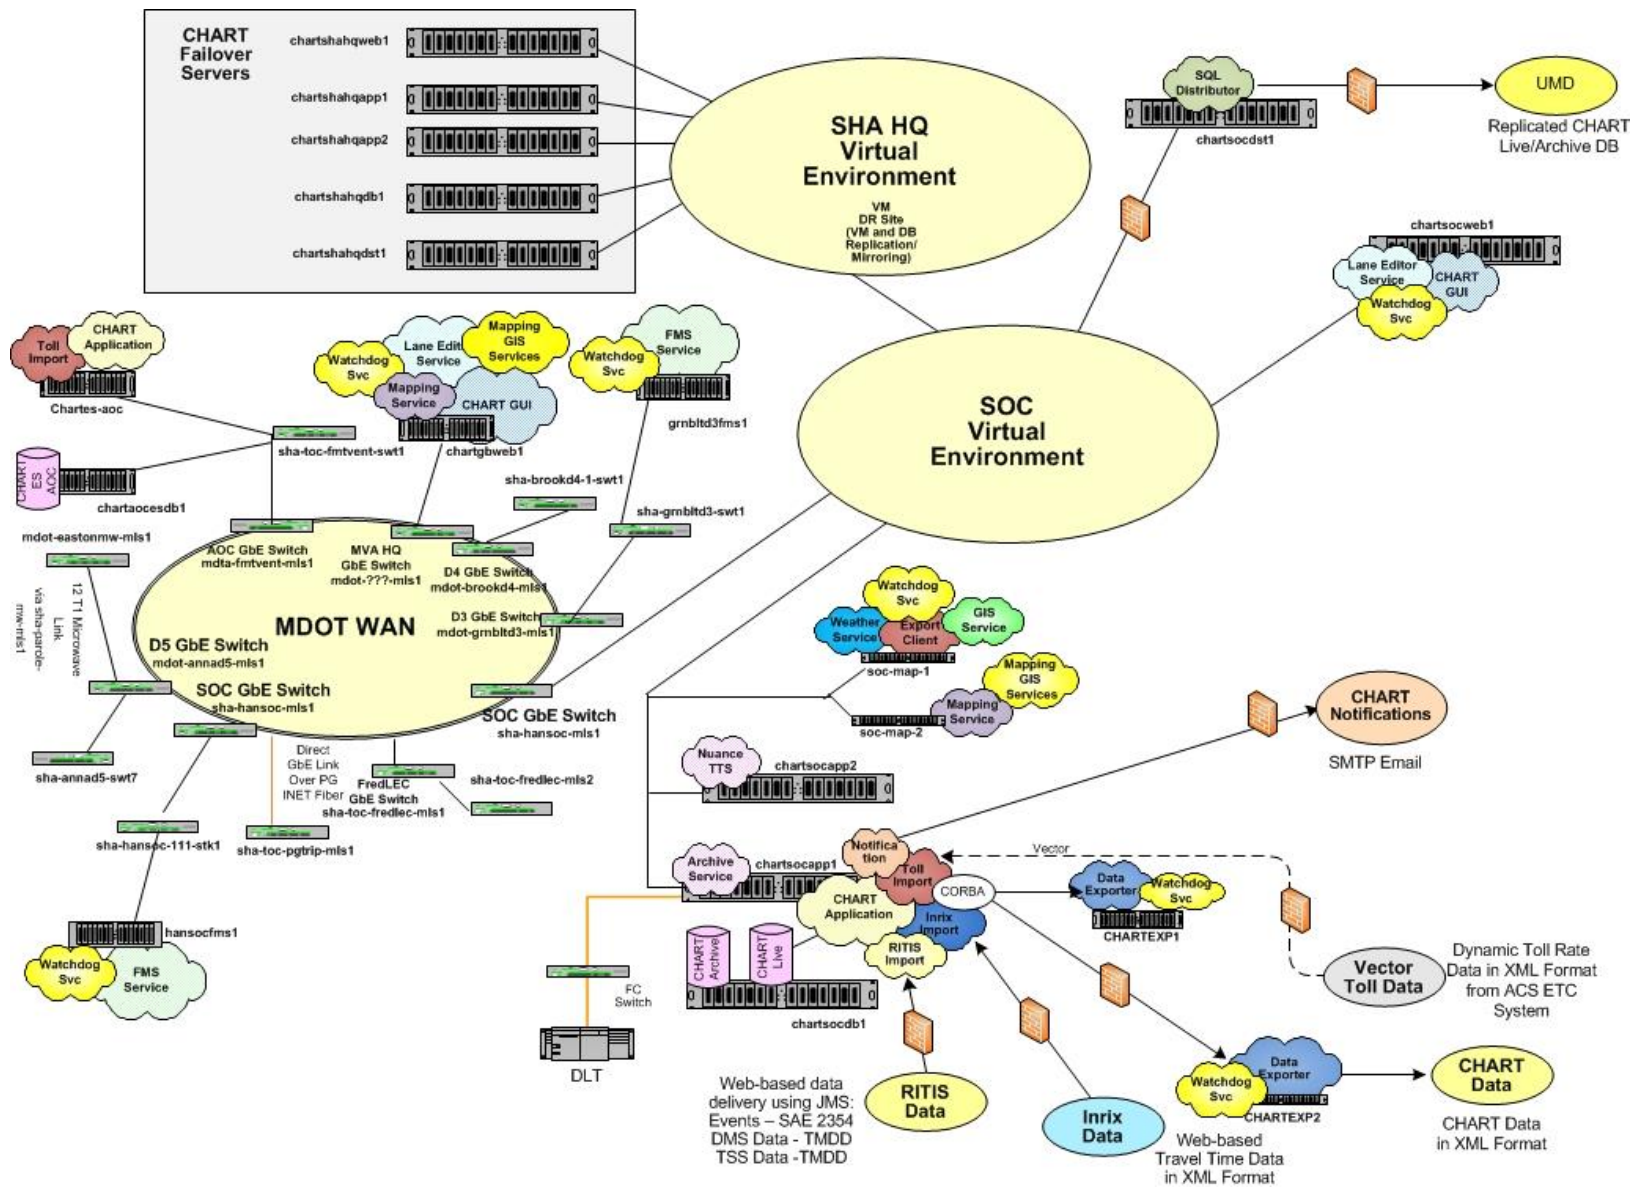 CHART
Failover
Servers
chartshahqweb1
chartshahqapp1
chartshahqapp2
chartshahqdb1
chartshahqdst1
SHA HQ
Virtual
Environment
VM
DR Site
(VM and DB
Replication/
Mirroring)
SQL
Distributor
chartsocdst1
UMD
Replicated CHART
Live/Archive DB
chartsocweb1
Lane Editor
Service
CHART
GUI
Watchdog
Svc
SOC
Virtual
Environment
Toll
Import
CHART
Application
Chartes-aoc
sha-toc-fmtvent-swt1
CHART
ES
AOC
chartaocesdb1
Watchdog
Svc
Lane Edit
Service
Mapping
GIS
Services
Mapping
Service
CHART GUI
chartgbweb1
Watchdog
Svc
FMS
Service
grnbltd3fms1
sha-brookd4-1-swt1
sha-grnbltd3-swt1
mdot-eastonmw-mls1
12 T1 Microwave
Link
via sha-parole-
mw-mls1
AOC GbE Switch
mdta-fmtvent-mls1
MVA HQ
GbE Switch
mdot-???-mls1
D4 GbE Switch
mdot-brookd4-mls1
D3 GbE Switch
mdot-grnbltd3-mls1
MDOT WAN
D5 GbE Switch
mdot-annad5-mls1
SOC GbE Switch
sha-hansoc-mls1
SOC GbE Switch
sha-hansoc-mls1
sha-annad5-swt7
Direct
GbE Link
Over PG
INET Fiber
FredLEC
GbE Switch
sha-toc-fredlec-mls1
sha-toc-fredlec-mls2
sha-hansoc-111-stk1
sha-toc-pgtrip-mls1
hansocfms1
Watchdog
Svc
FMS
Service
Watchdog
Svc
Weather
Service
Export
Client
GIS
Service
soc-map-1
Mapping
GIS
Services
Mapping
Service
soc-map-2
Nuance
TTS
chartsocapp2
CHART
Notifications
SMTP Email
Archive
Service
chartsocapp1
Notifica
tion
Toll
Import
CORBA
CHART
Application
Inrix
Import
RITIS
Import
Vector
Data
Exporter
Watchdog
Svc
CHARTEXP1
CHART
Archive
CHART
Live
chartsocdb1
FC
Switch
DLT
Vector
Toll Data
Dynamic Toll Rate
Data in XML Format
from ACS ETC
System
Web-based data
delivery using JMS:
Events – SAE 2354
DMS Data - TMDD
TSS Data -TMDD
RITIS
Data
Inrix
Data
Data
Exporter
Watchdog
Svc
CHARTEXP2
Web-based
Travel Time Data
in XML Format
CHART
Data
CHART Data
in XML Format